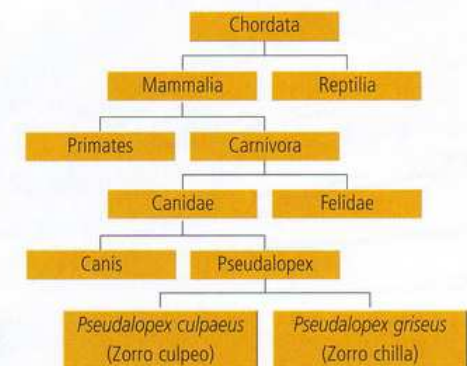 Chordata
Mammalia
Reptilia
Primates
Carnivora
Canidae
Felidae
Canis
Pseudalopex
Pseudalopex culpaeus
(Zorro culpeo)
Pseudalopex griseus
(Zorro chilla)